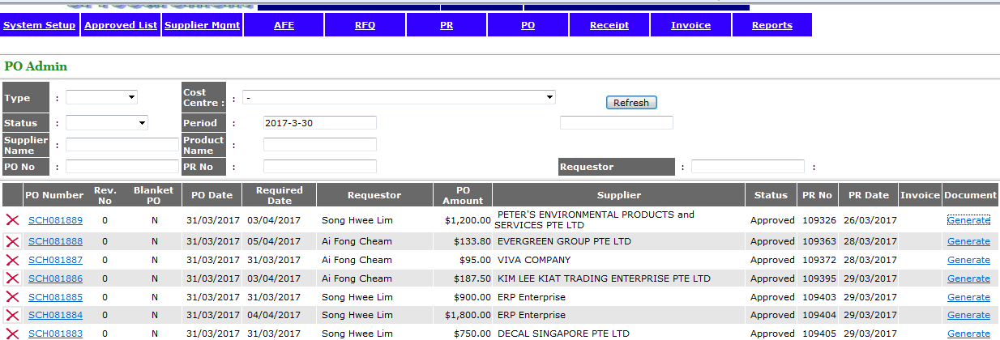 System Setup Approved List Supplier Mgmt AFE RFQ PR PO Receipt Invoice Reports
PO Admin
Type : Cost Centre : : - Refresh
Status : Period : 2017-3-30
Supplier Name : Product Name :
PO No : PR No : Requestor : :
PO Number Rev. No Blanket PO PO Date Required Date Requestor PO Amount Supplier Status PR No PR Date Invoice Document
SCH081889 0 N 31/03/2017 03/04/2017 Song Hwee Lim $1,200.00 PETER'S ENVIRONMENTAL PRODUCTS and SERVICES PTE LTD Approved 109326 26/03/2017 Generate
SCH081888 0 N 31/03/2017 05/04/2017 Ai Fong Cheam $133.80 EVERGREEN GROUP PTE LTD Approved 109363 28/03/2017 Generate
SCH081887 0 N 31/03/2017 31/03/2017 Ai Fong Cheam $95.00 VIVA COMPANY Approved 109372 28/03/2017 Generate
SCH081886 0 N 31/03/2017 03/04/2017 Ai Fong Cheam $187.50 KIM LEE KIAT TRADING ENTERPRISE PTE LTD Approved 109395 29/03/2017 Generate
SCH081885 0 N 31/03/2017 31/03/2017 Song Hwee Lim $900.00 ERP Enterprise Approved 109403 29/03/2017 Generate
SCH081884 0 N 31/03/2017 04/04/2017 Song Hwee Lim $1,800.00 ERP Enterprise Approved 109404 29/03/2017 Generate
SCH081883 0 N 31/03/2017 31/03/2017 Song Hwee Lim $750.00 DECAL SINGAPORE PTE LTD Approved 109405 29/03/2017 Generate